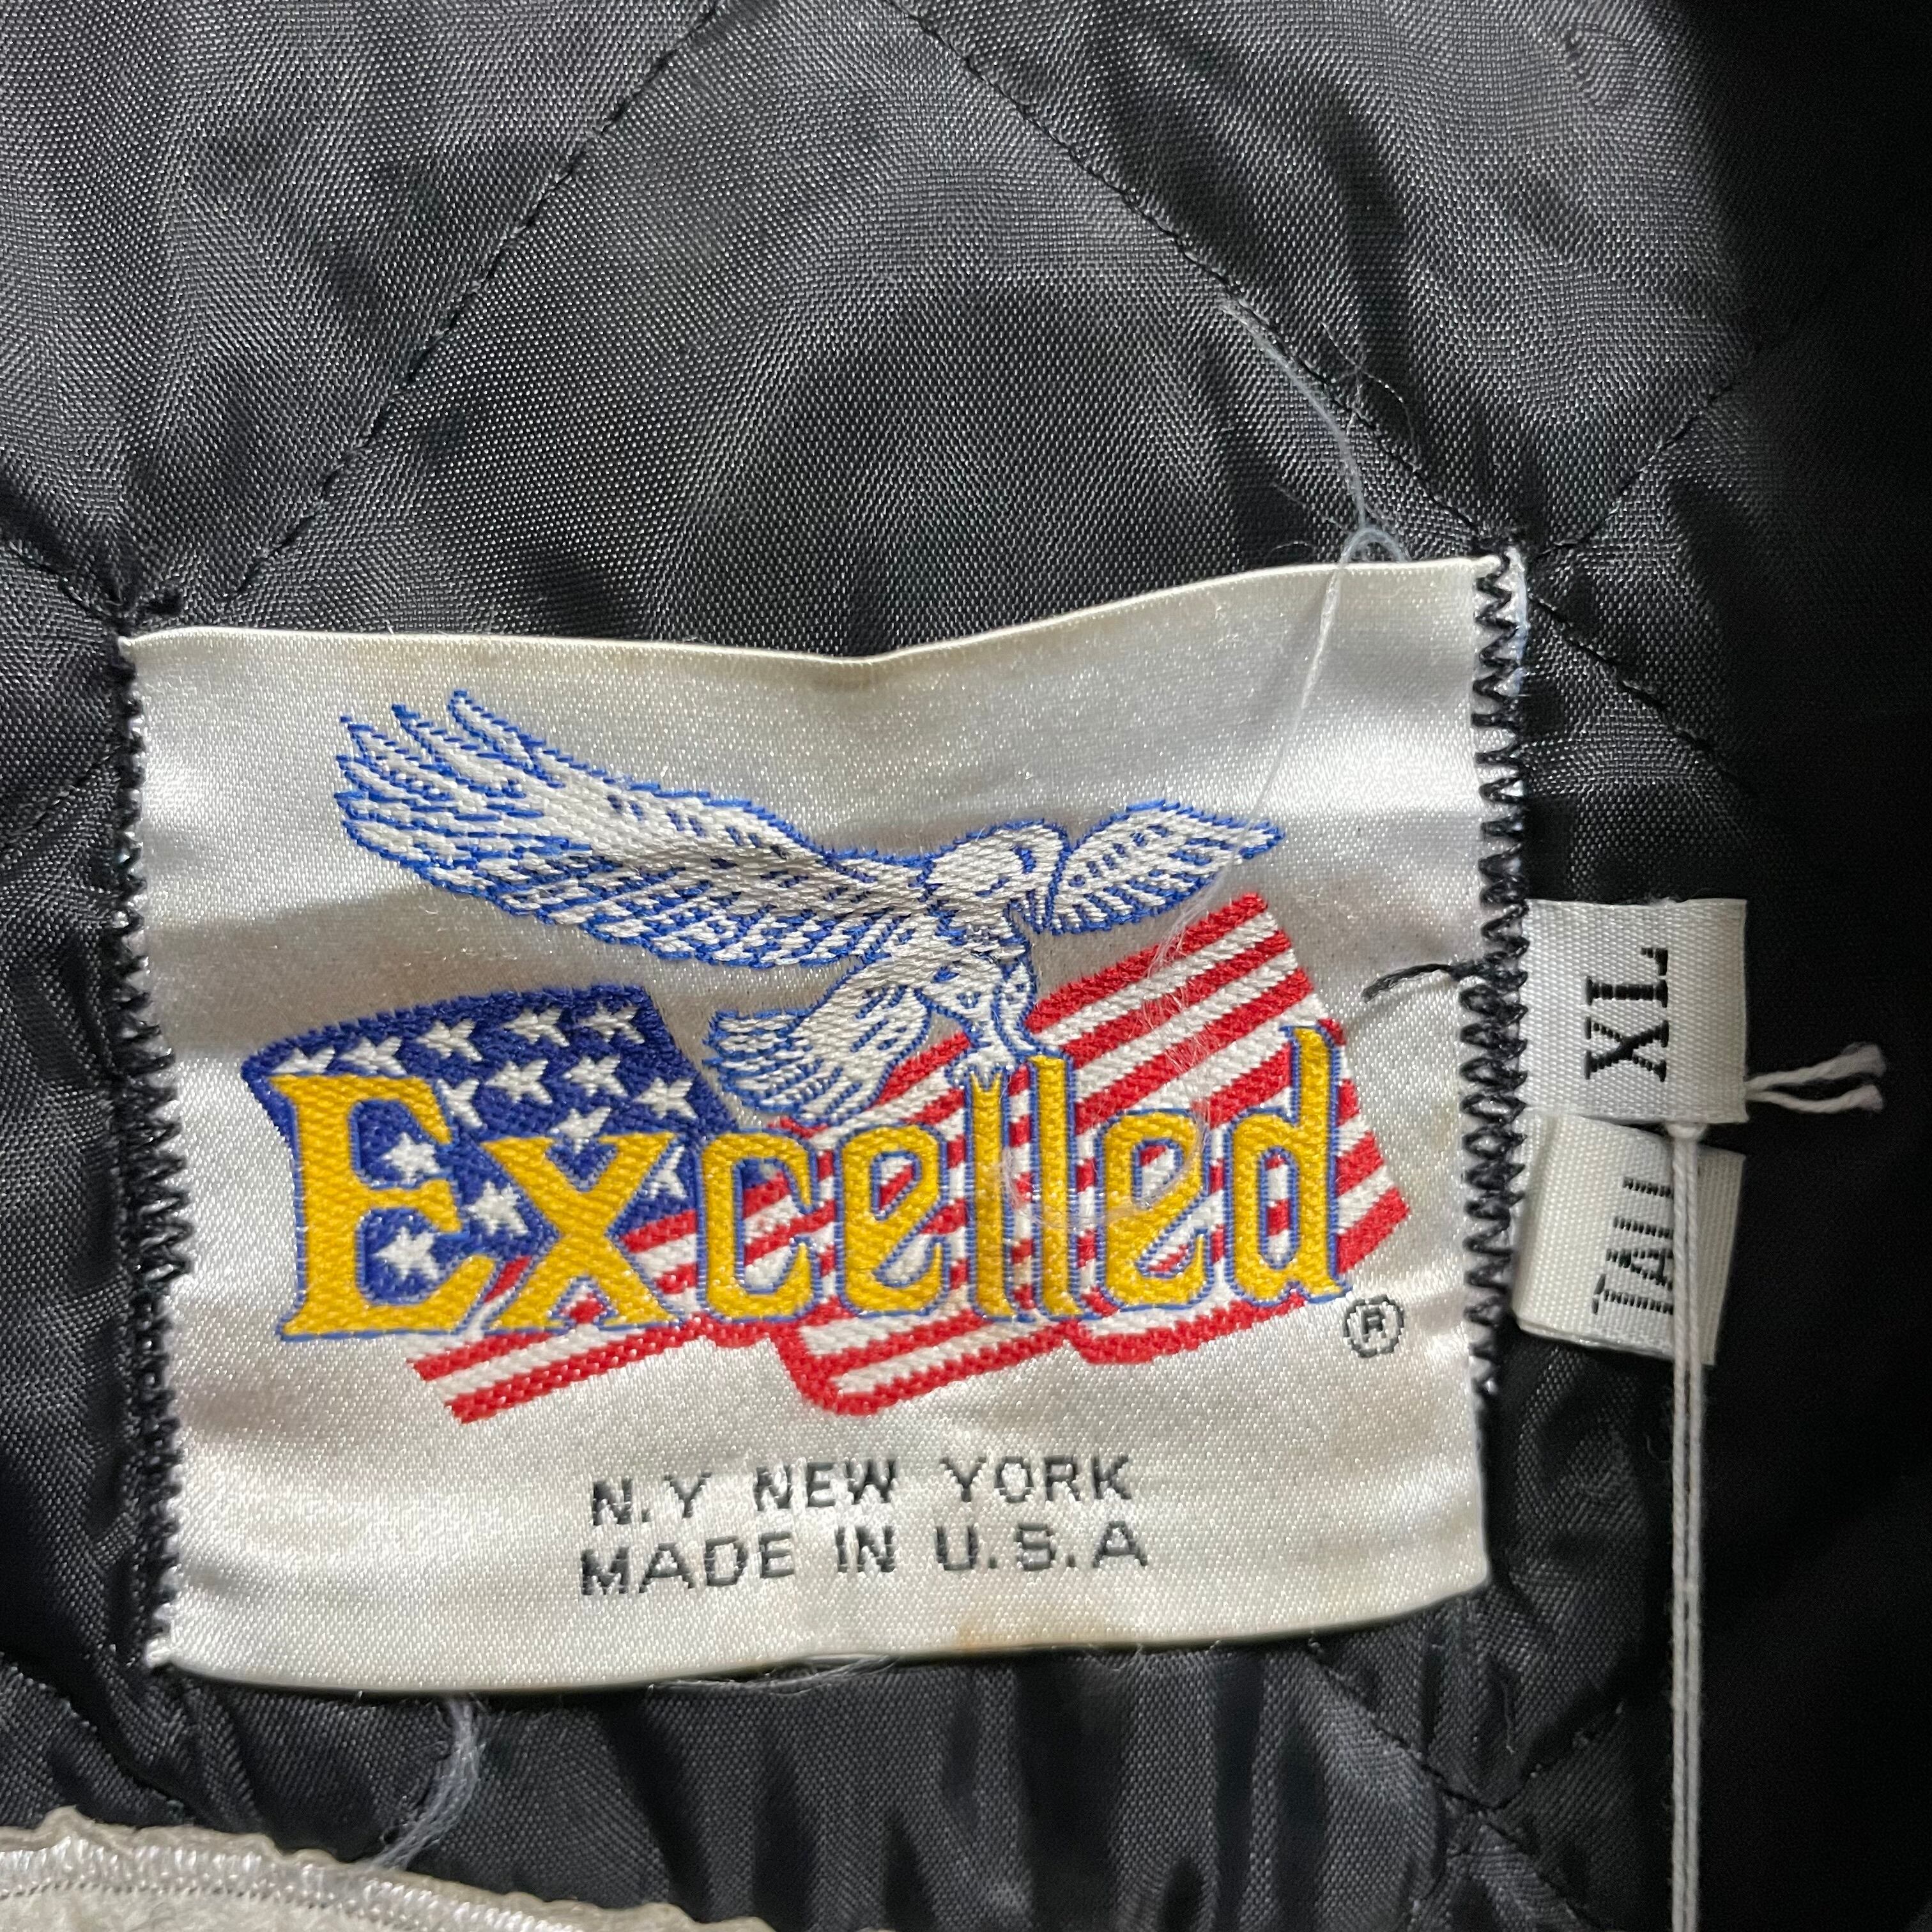 Excelled
®
N.Y NEW YORK
MADE IN U.S.A
XL
TALL